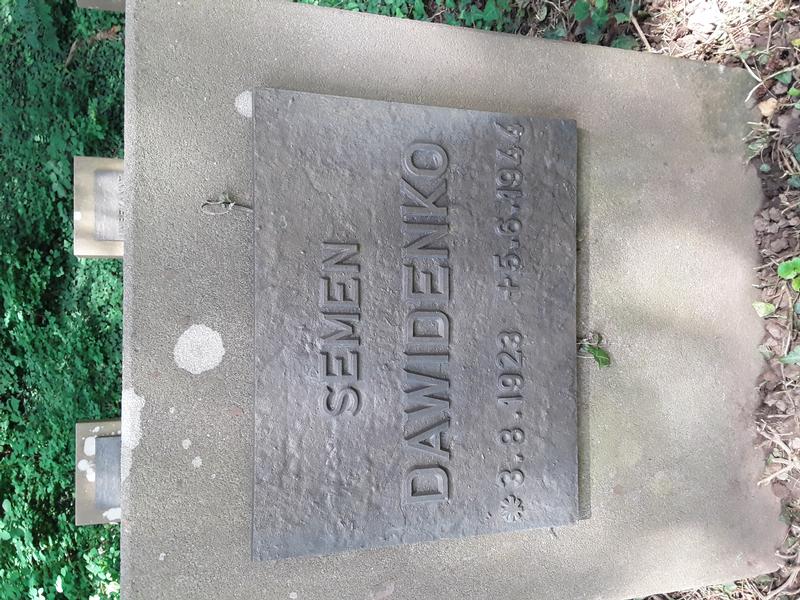 SEMEN
DAWIDENKO
* 3.8.1923 +5.6.1944